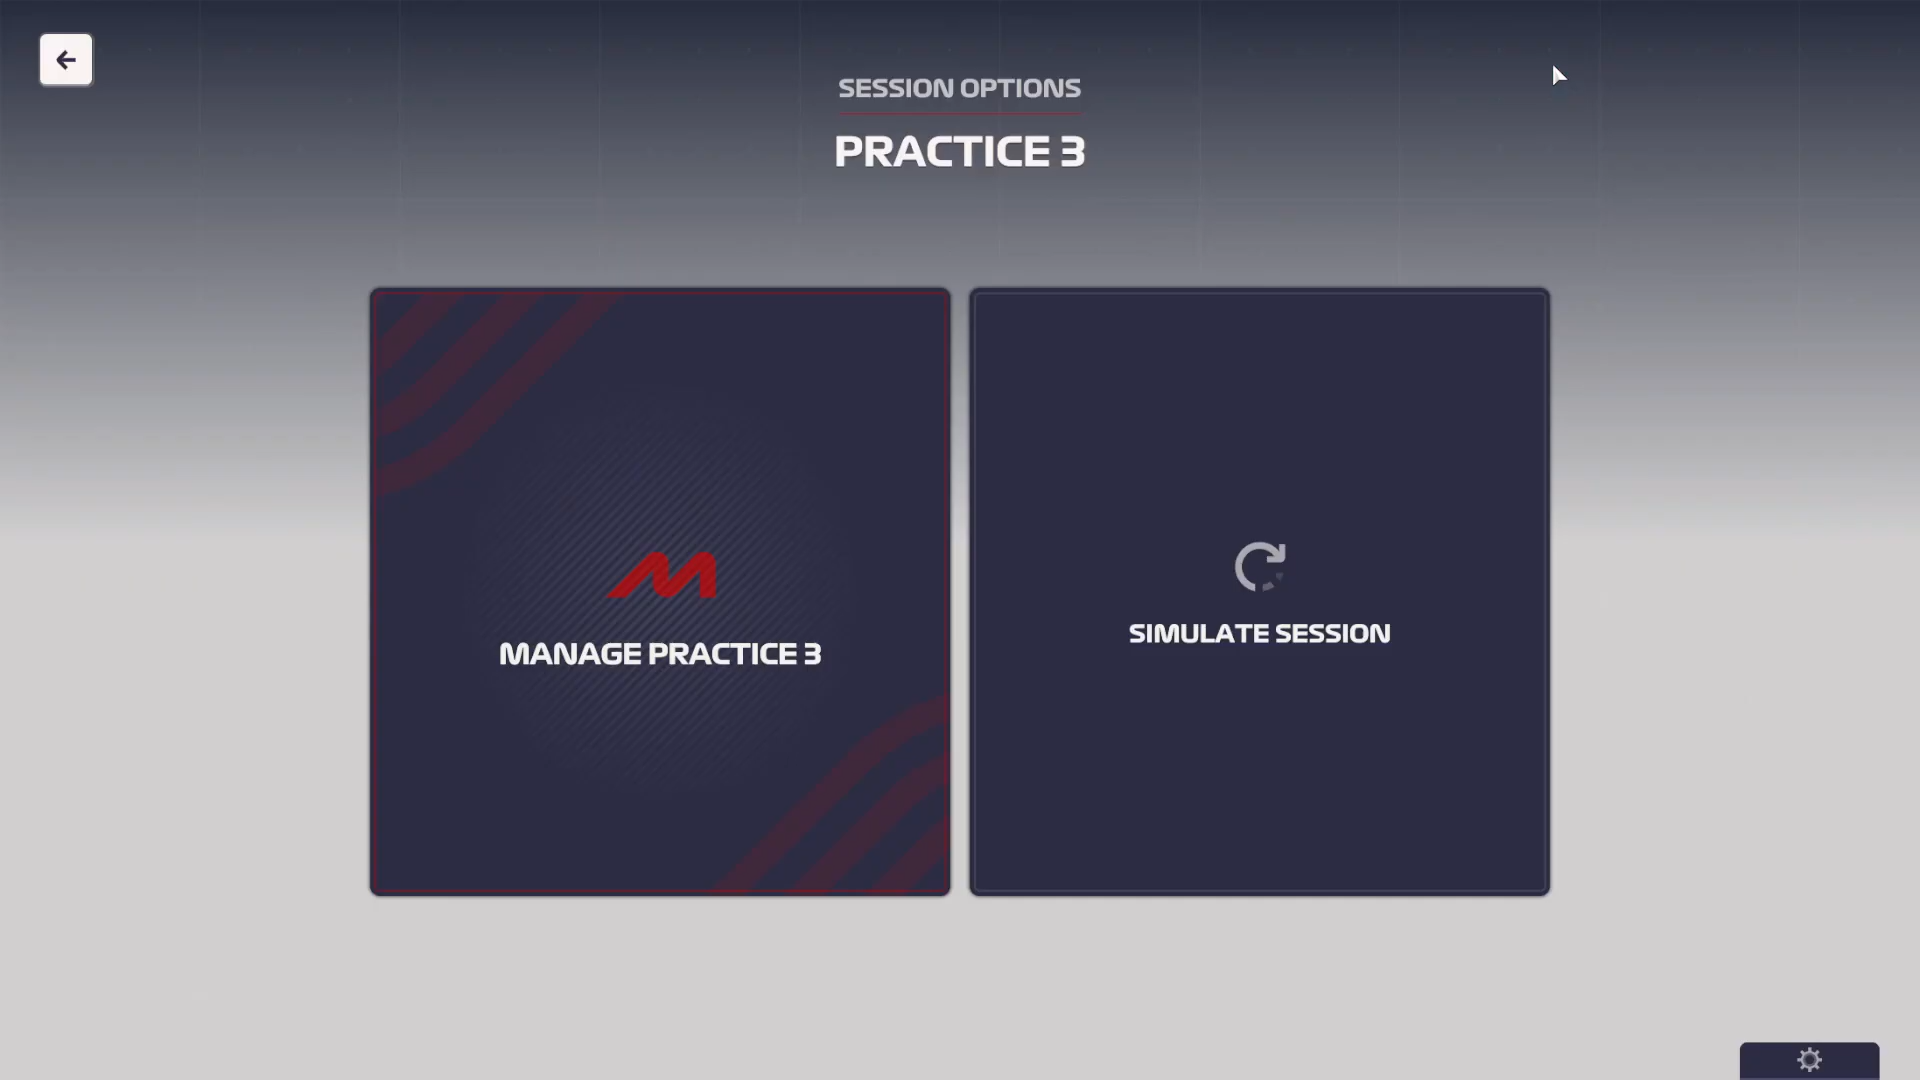 SESSION OPTIONS
PRACTICE 3
MANAGE PRACTICE 3
SIMULATE SESSION